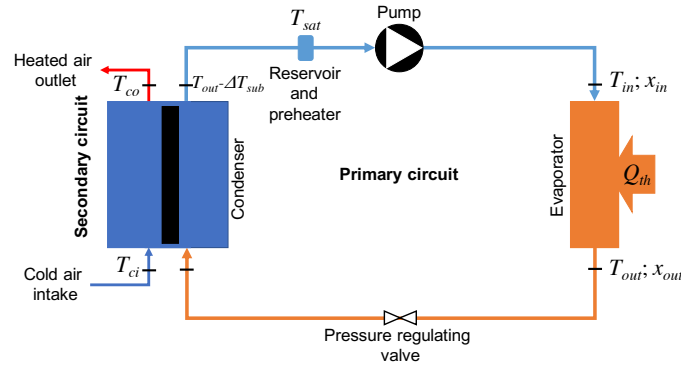 Pump
T_sat
Heated air
outlet
T_co
T_out-ΔT_sub
Reservoir
and
preheater
T_in; x_in
Secondary circuit
Condenser
Primary circuit
Evaporator
Q_th
Cold air
intake
T_ci
T_out; x_out
Pressure regulating
valve